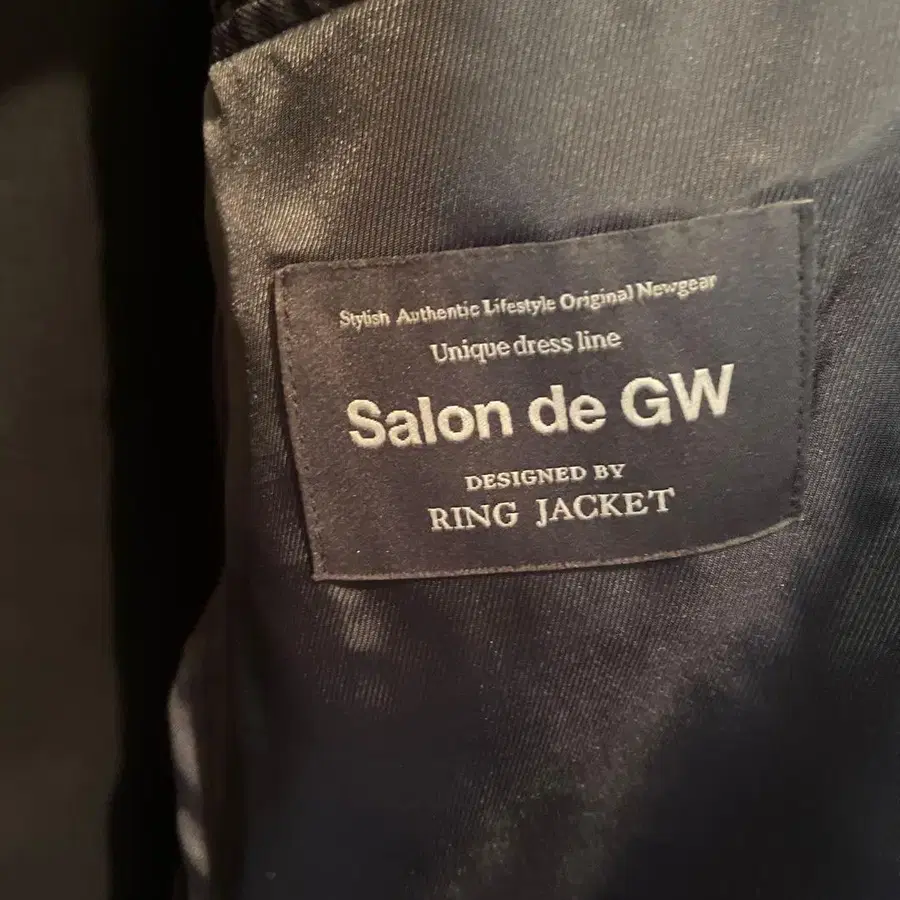 Stylish Authentic Lifestyle Original Newgear
Unique dress line
Salon de GW
DESIGNED BY
RING JACKET